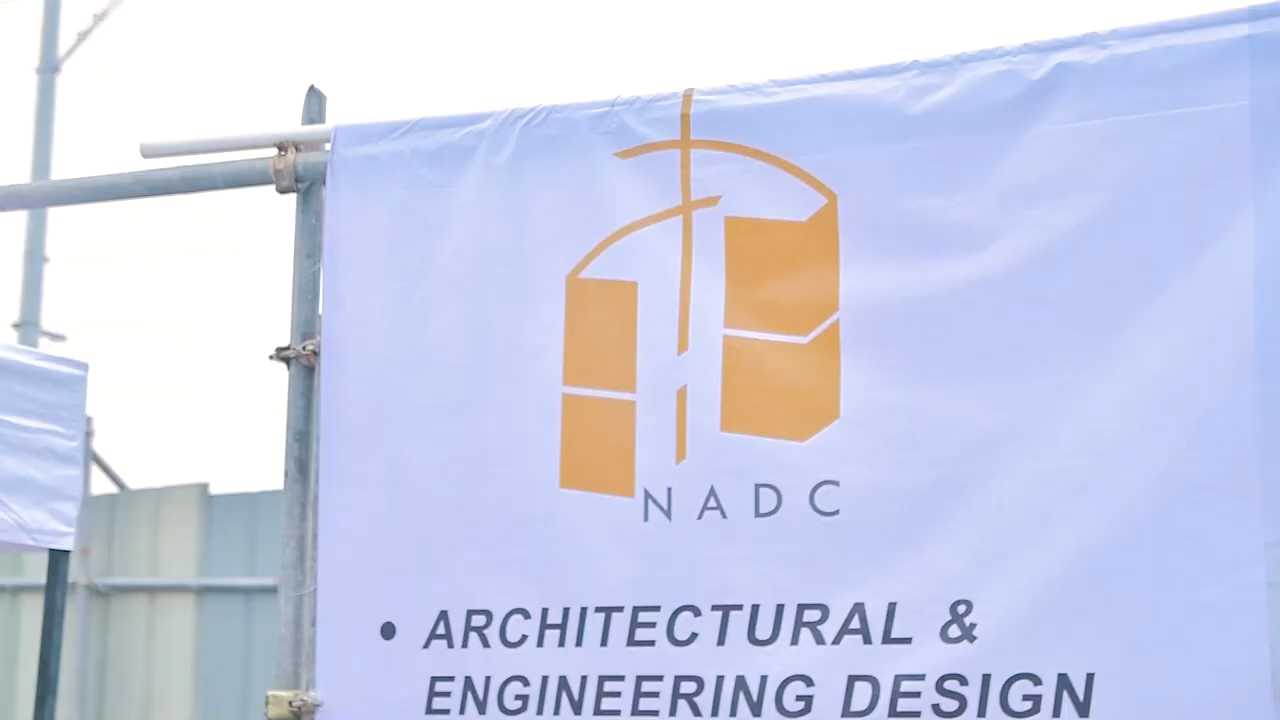 NADC
• ARCHITECTURAL &
ENGINEERING DESIGN